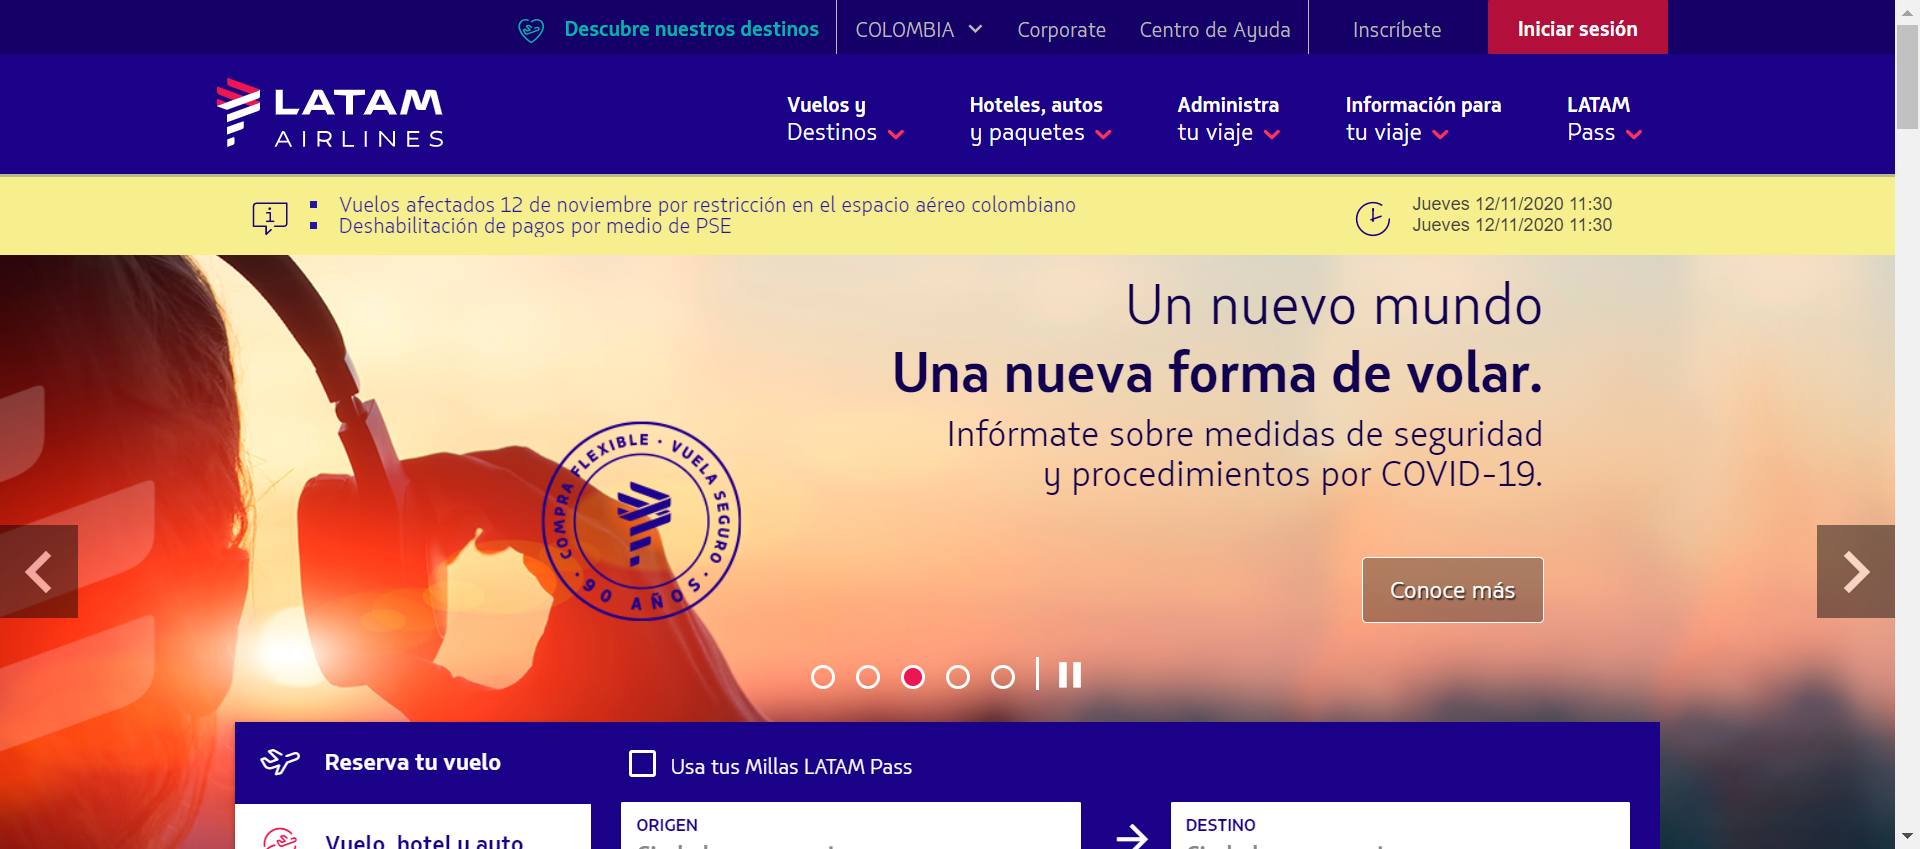 Descubre nuestros destinos
COLOMBIA
Corporate
Centro de Ayuda
Inscríbete
Iniciar sesión
LATAM
AIRLINES
Vuelos y
Destinos
Hoteles, autos
y paquetes
Administra
tu viaje
Información para
tu viaje
LATAM
Pass
Vuelos afectados 12 de noviembre por restricción en el espacio aéreo colombiano
Deshabilitación de pagos por medio de PSE
Jueves 12/11/2020 11:30
Jueves 12/11/2020 11:30
Un nuevo mundo
Una nueva forma de volar.
Infórmate sobre medidas de seguridad
y procedimientos por COVID-19.
COMPRA FLEXIBLE · VUELA SEGURO · 90 AÑOS ·
Conoce más
Reserva tu vuelo
Usa tus Millas LATAM Pass
Vuelo, hotel y auto
ORIGEN
DESTINO